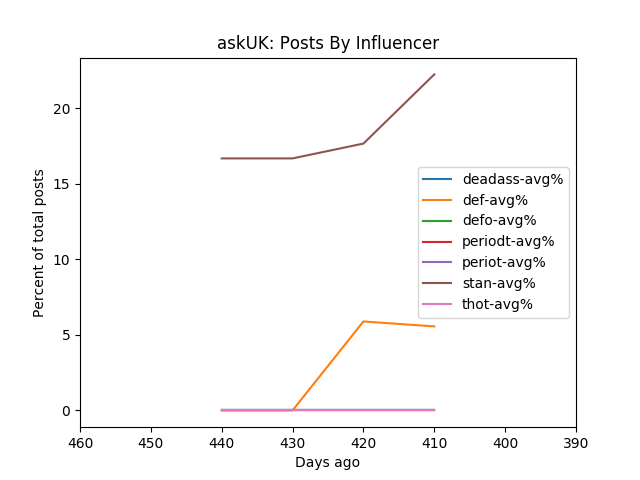 askUK: Posts By Influencer
Percent of total posts
20
15
10
5
0
deadass-avg%
def-avg%
defo-avg%
periodt-avg%
periot-avg%
stan-avg%
thot-avg%
460 450 440 430 420 410 400 390
Days ago